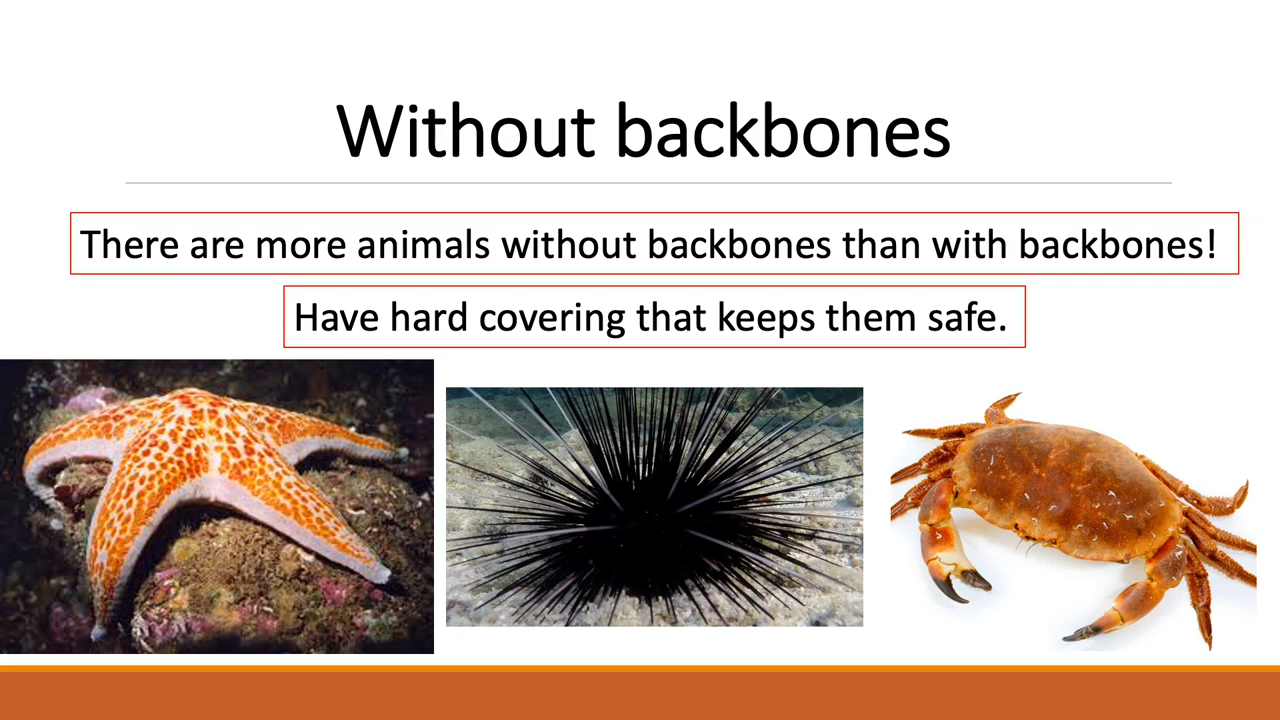 Without backbones
There are more animals without backbones than with backbones!
Have hard covering that keeps them safe.